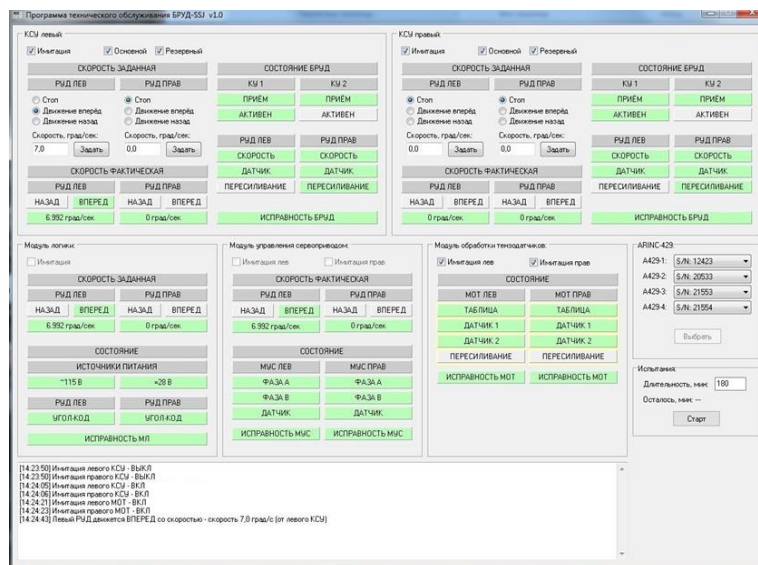 Программа технического обслуживания БРУД-SSJ v1.0
КСУ левый:
Имитация Основной Резервный
СКОРОСТЬ ЗАДАННАЯ СОСТОЯНИЕ БРУД
РУД ЛЕВ РУД ПРАВ КУ 1 КУ 2
Стоп Стоп ПРИЁМ ПРИЁМ
Движение вперёд Движение вперёд АКТИВЕН АКТИВЕН
Движение назад Движение назад
Скорость, град/сек: Скорость, град/сек: РУД ЛЕВ РУД ПРАВ
7,0 Задать 0,0 Задать СКОРОСТЬ СКОРОСТЬ
СКОРОСТЬ ФАКТИЧЕСКАЯ ДАТЧИК ДАТЧИК
РУД ЛЕВ РУД ПРАВ ПЕРЕСИЛИВАНИЕ ПЕРЕСИЛИВАНИЕ
НАЗАД ВПЕРЕД НАЗАД ВПЕРЕД
6.992 град/сек 0 град/сек ИСПРАВНОСТЬ БРУД
КСУ правый:
Имитация Основной Резервный
СКОРОСТЬ ЗАДАННАЯ СОСТОЯНИЕ БРУД
РУД ЛЕВ РУД ПРАВ КУ 1 КУ 2
Стоп Стоп ПРИЁМ ПРИЁМ
Движение вперёд Движение вперёд АКТИВЕН АКТИВЕН
Движение назад Движение назад
Скорость, град/сек: Скорость, град/сек: РУД ЛЕВ РУД ПРАВ
0,0 Задать 0,0 Задать СКОРОСТЬ СКОРОСТЬ
СКОРОСТЬ ФАКТИЧЕСКАЯ ДАТЧИК ДАТЧИК
РУД ЛЕВ РУД ПРАВ ПЕРЕСИЛИВАНИЕ ПЕРЕСИЛИВАНИЕ
НАЗАД ВПЕРЕД НАЗАД ВПЕРЕД
0 град/сек 0 град/сек ИСПРАВНОСТЬ БРУД
Модуль логики:
Имитация
СКОРОСТЬ ЗАДАННАЯ
РУД ЛЕВ РУД ПРАВ
НАЗАД ВПЕРЕД НАЗАД ВПЕРЕД
6.992 град/сек 0 град/сек
СОСТОЯНИЕ
ИСТОЧНИКИ ПИТАНИЯ
~115 В =28 В
РУД ЛЕВ РУД ПРАВ
УГОЛ-КОД УГОЛ-КОД
ИСПРАВНОСТЬ МЛ
Модуль управления сервоприводом:
Имитация лев Имитация прав
СКОРОСТЬ ФАКТИЧЕСКАЯ
РУД ЛЕВ РУД ПРАВ
НАЗАД ВПЕРЕД НАЗАД ВПЕРЕД
6.992 град/сек 0 град/сек
СОСТОЯНИЕ
МУС ЛЕВ МУС ПРАВ
ФАЗА А ФАЗА А
ФАЗА В ФАЗА В
ДАТЧИК ДАТЧИК
ИСПРАВНОСТЬ МУС ИСПРАВНОСТЬ МУС
Модуль обработки тензодатчиков:
Имитация лев Имитация прав
СОСТОЯНИЕ
МОТ ЛЕВ МОТ ПРАВ
ТАБЛИЦА ТАБЛИЦА
ДАТЧИК 1 ДАТЧИК 1
ДАТЧИК 2 ДАТЧИК 2
ПЕРЕСИЛИВАНИЕ ПЕРЕСИЛИВАНИЕ
ИСПРАВНОСТЬ МОТ ИСПРАВНОСТЬ МОТ
ARINC-429:
A429-1: S/N: 12423
A429-2: S/N: 20533
A429-3: S/N: 21553
A429-4: S/N: 21554
Выбрать
Испытания:
Длительность, мин: 180
Осталось, мин: ---
Старт
[14:23:50] Имитация левого КСУ - ВЫКЛ
[14:23:50] Имитация правого КСУ - ВЫКЛ
[14:24:05] Имитация левого КСУ - ВКЛ
[14:24:06] Имитация правого КСУ - ВКЛ
[14:24:21] Имитация левого МОТ - ВКЛ
[14:24:23] Имитация правого МОТ - ВКЛ
[14:24:43] Левый РУД движется ВПЕРЕД со скоростью - скорость 7,0 град/с (от левого КСУ)